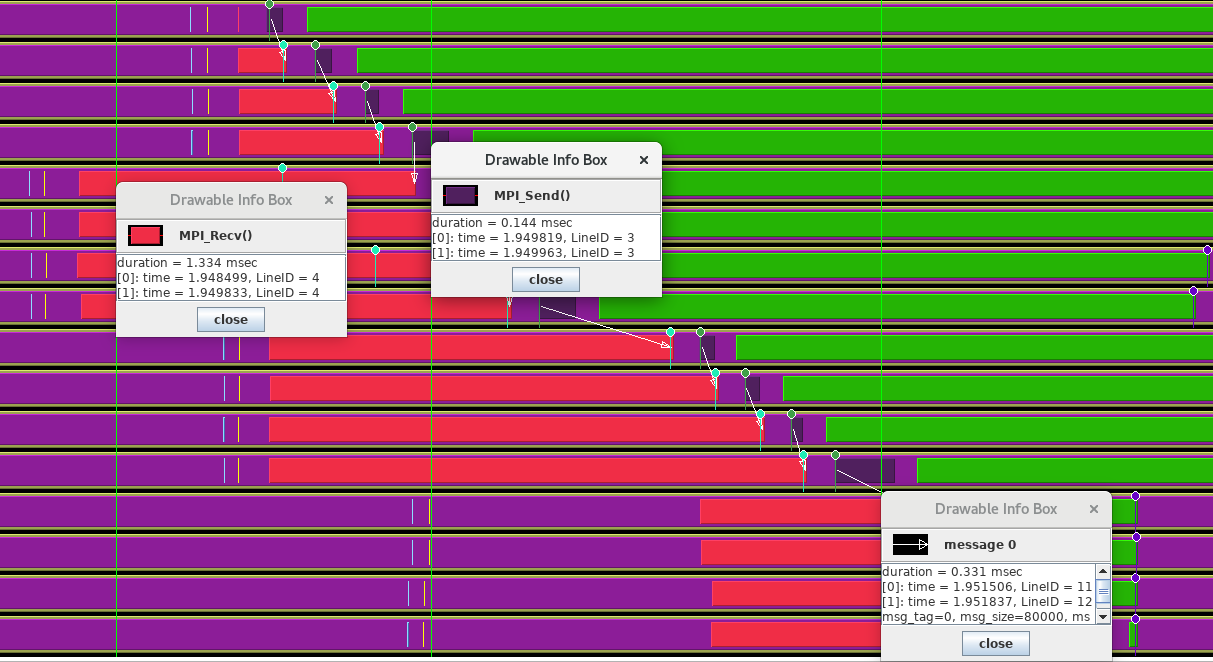 Drawable Info Box ×
MPI_Send()
duration = 0.144 msec
[0]: time = 1.949819, LineID = 3
[1]: time = 1.949963, LineID = 3
close
Drawable Info Box ×
MPI_Recv()
duration = 1.334 msec
[0]: time = 1.948499, LineID = 4
[1]: time = 1.949833, LineID = 4
close
Drawable Info Box ×
message 0
duration = 0.331 msec
[0]: time = 1.951506, LineID = 11
[1]: time = 1.951837, LineID = 12
msg_tag=0, msg_size=80000, ms
close